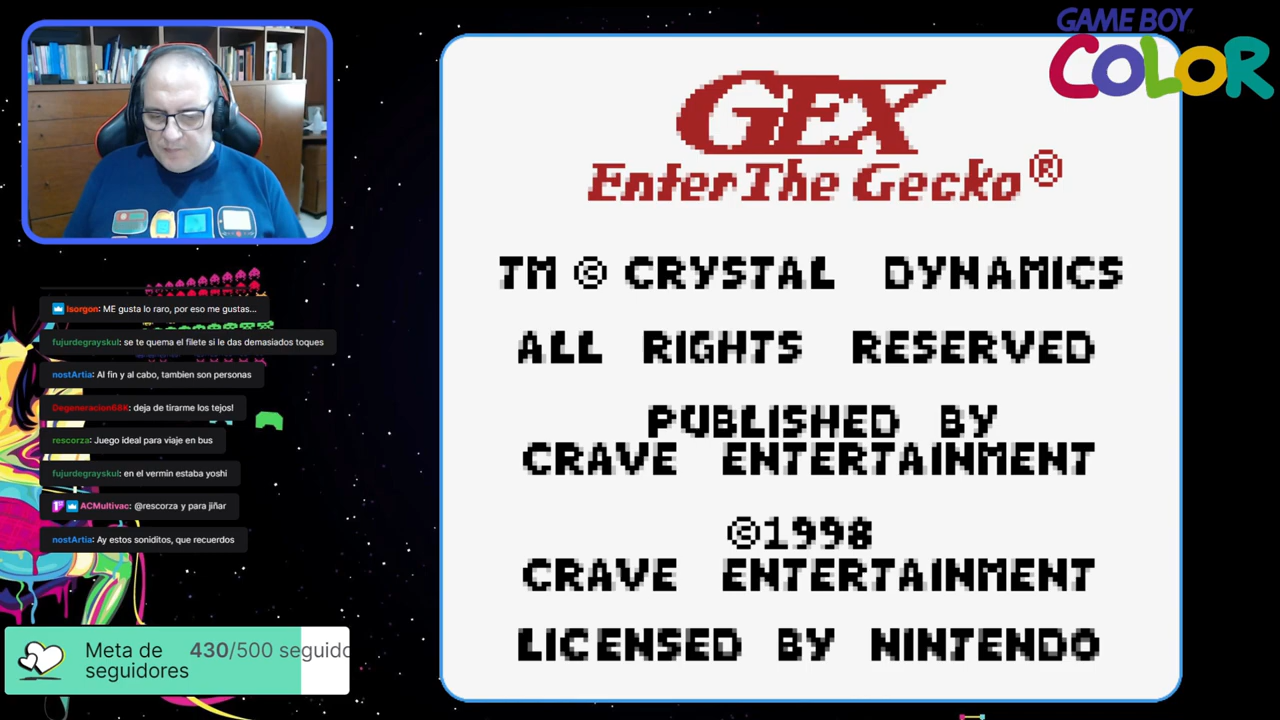 GAME BOY
COLOR
GEX
Enter The Gecko®
TM © CRYSTAL DYNAMICS
ALL RIGHTS RESERVED
PUBLISHED BY
CRAVE ENTERTAINMENT
©1998
CRAVE ENTERTAINMENT
LICENSED BY NINTENDO
lsorgon: ME gusta lo raro, por eso me gustas...
fujurdegrayskul: se te quema el filete si le das demasiados toques
nostArtia: Al fin y al cabo, tambien son personas
Degeneracion68K: deja de tirarme los tejos!
rescorza: Juego ideal para viaje en bus
fujurdegrayskul: en el vermin estaba yoshi
ACMultivac: @rescorza y para jiñar
nostArtia: Ay estos soniditos, que recuerdos
Meta de seguidores
430/500 seguido